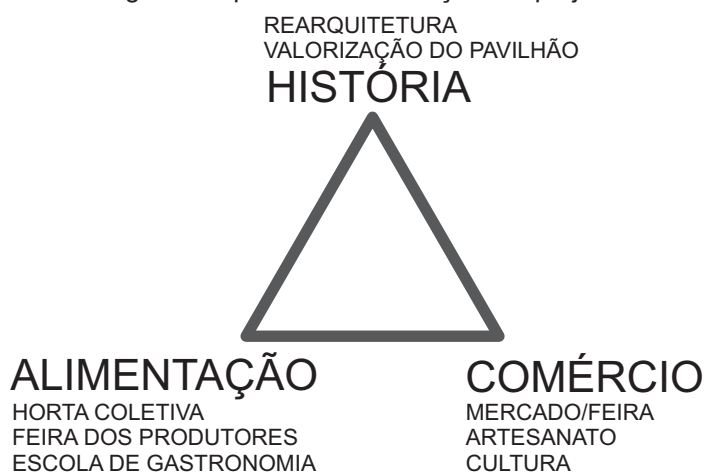 REARQUITETURA
VALORIZAÇÃO DO PAVILHÃO
HISTÓRIA
ALIMENTAÇÃO
HORTA COLETIVA
FEIRA DOS PRODUTORES
ESCOLA DE GASTRONOMIA
COMÉRCIO
MERCADO/FEIRA
ARTESANATO
CULTURA